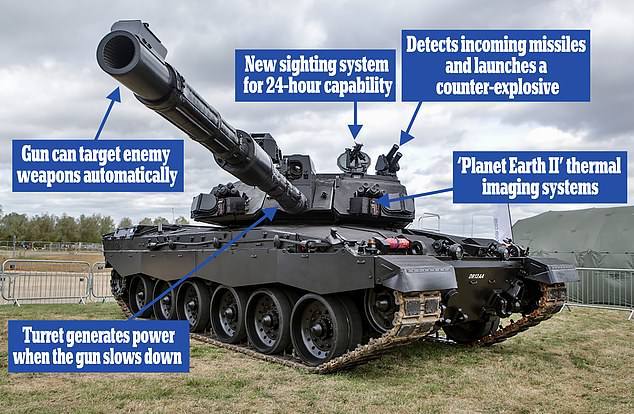 New sighting system
for 24-hour capability
Detects incoming missiles
and launches a
counter-explosive
Gun can target enemy
weapons automatically
'Planet Earth II' thermal
imaging systems
Turret generates power
when the gun slows down